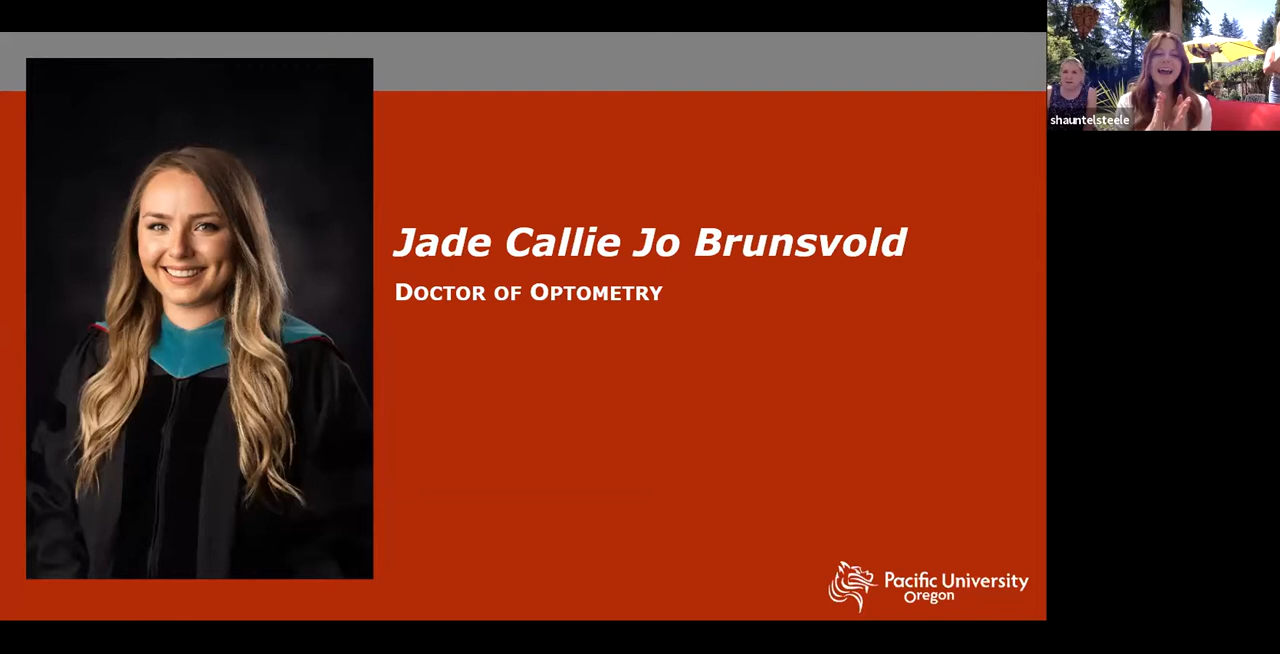 shauntelsteele
Jade Callie Jo Brunsvold
DOCTOR OF OPTOMETRY
Pacific University
Oregon